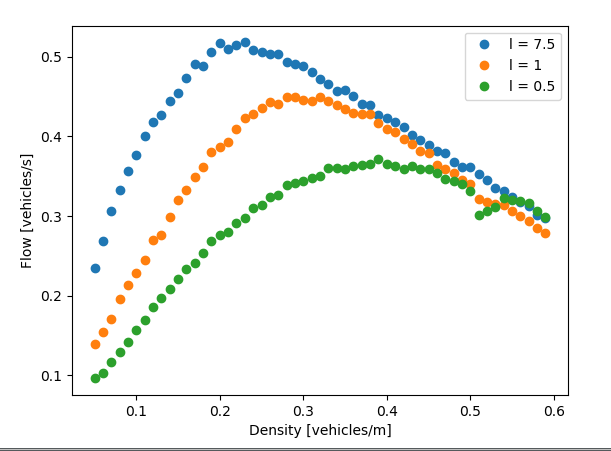 l = 7.5
l = 1
l = 0.5
0.5
0.4
0.3
0.2
0.1
Flow [vehicles/s]
0.1 0.2 0.3 0.4 0.5 0.6
Density [vehicles/m]